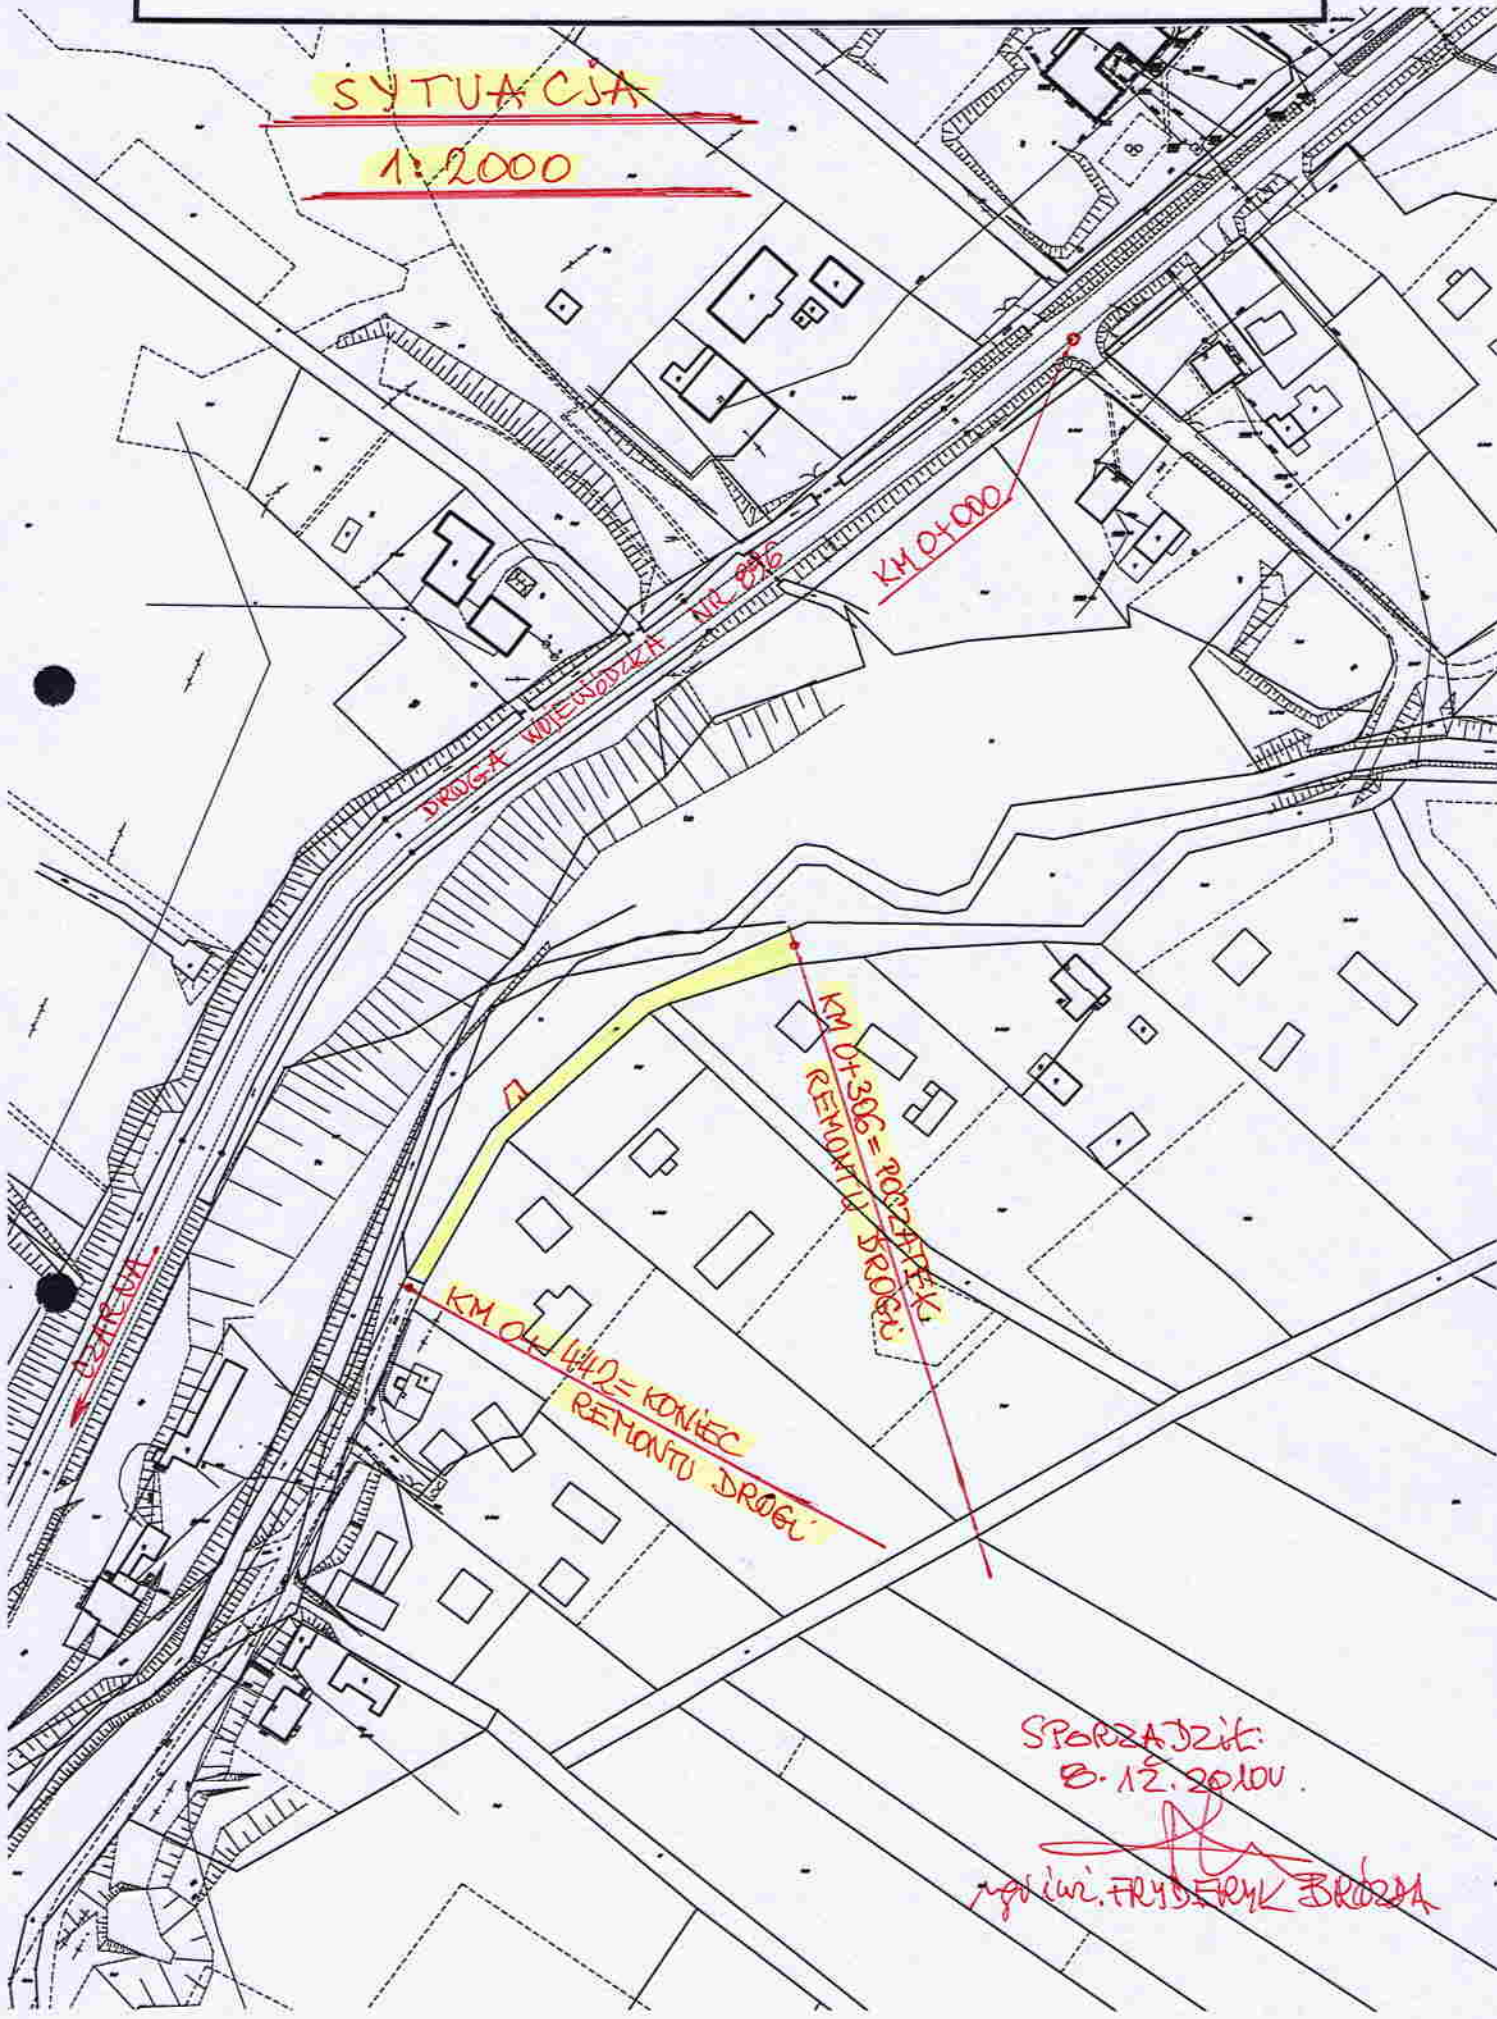 SYTUACJA
1:2000
KM 0+000
DROGA WOJEWÓDZKA NR 896
KM 0+306= POCZĄTEK
REMONTU DROGI
KM 0+442= KONIEC
REMONTU DROGI
CZARNA
SPORZĄDZIŁ:
8.12.2010
mgr inż. FRYDERYK BRÓZDA